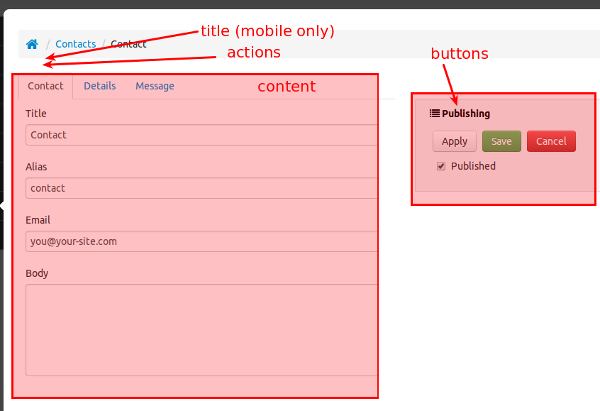 title (mobile only)
Contacts / Contact
actions
buttons
Contact Details Message
content
Publishing
Title
Contact
Apply Save Cancel
Alias
Published
contact
Email
you@your-site.com
Body